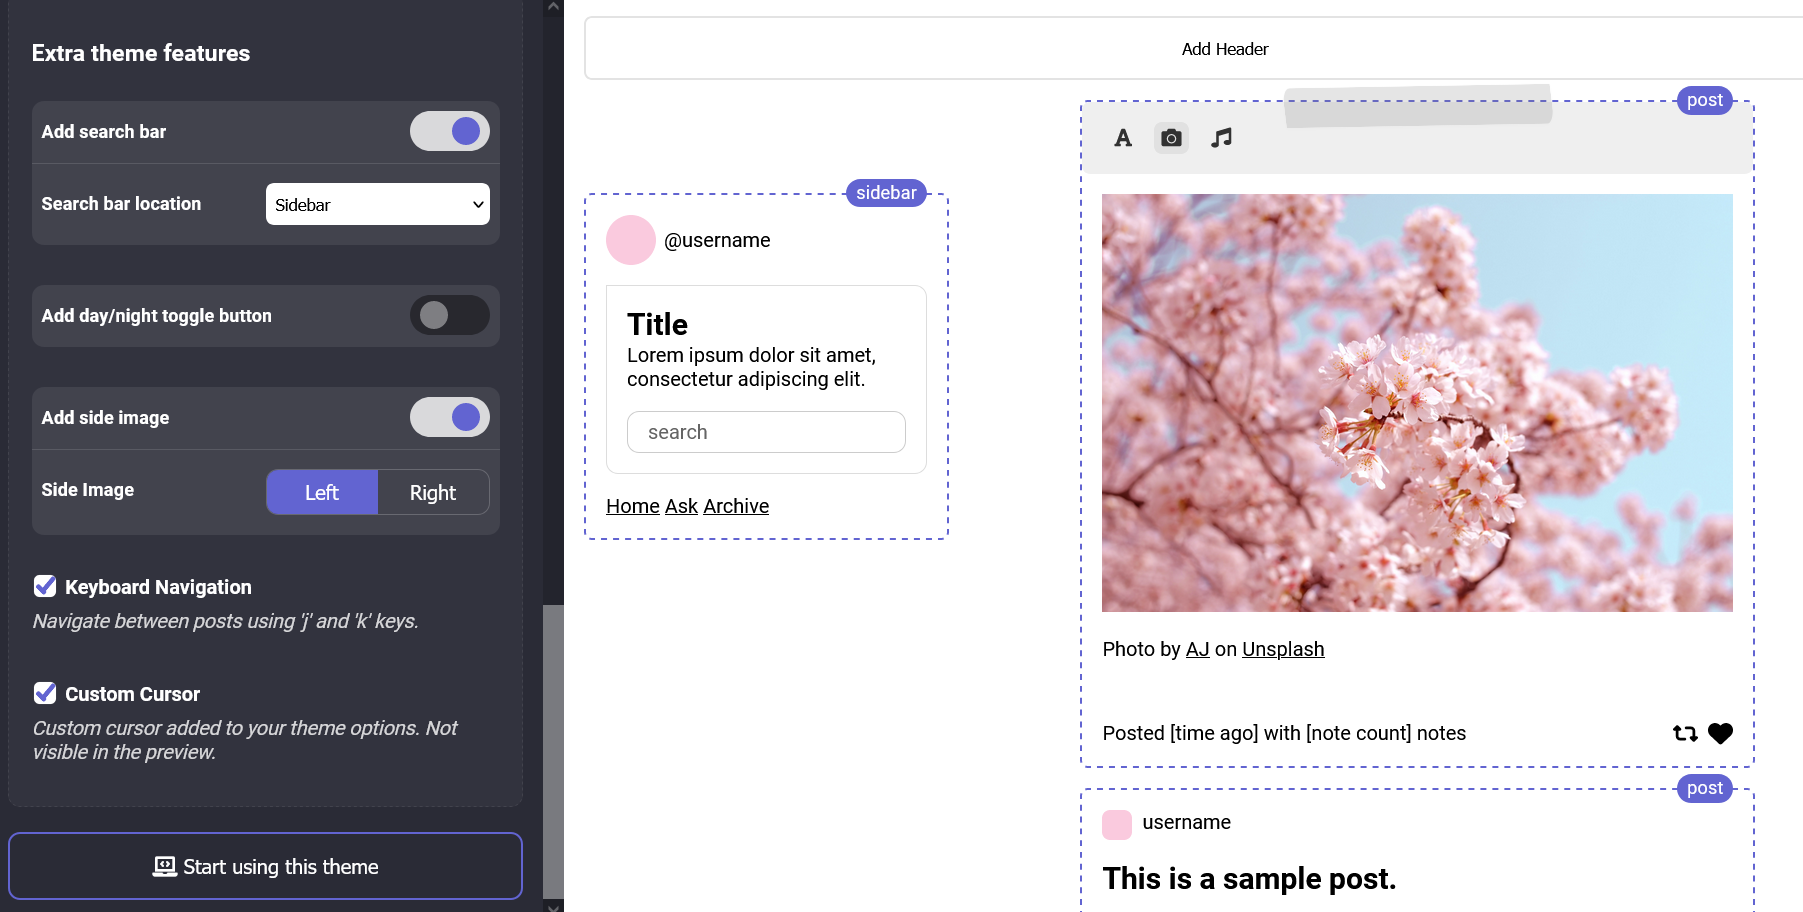 Extra theme features
Add search bar
Search bar location
Sidebar
Add day/night toggle button
Add side image
Side Image
Left
Right
Keyboard Navigation
Navigate between posts using 'j' and 'k' keys.
Custom Cursor
Custom cursor added to your theme options. Not
visible in the preview.
Start using this theme
Add Header
sidebar
@username
Title
Lorem ipsum dolor sit amet,
consectetur adipiscing elit.
search
Home Ask Archive
post
A
Photo by AJ on Unsplash
Posted [time ago] with [note count] notes
post
username
This is a sample post.